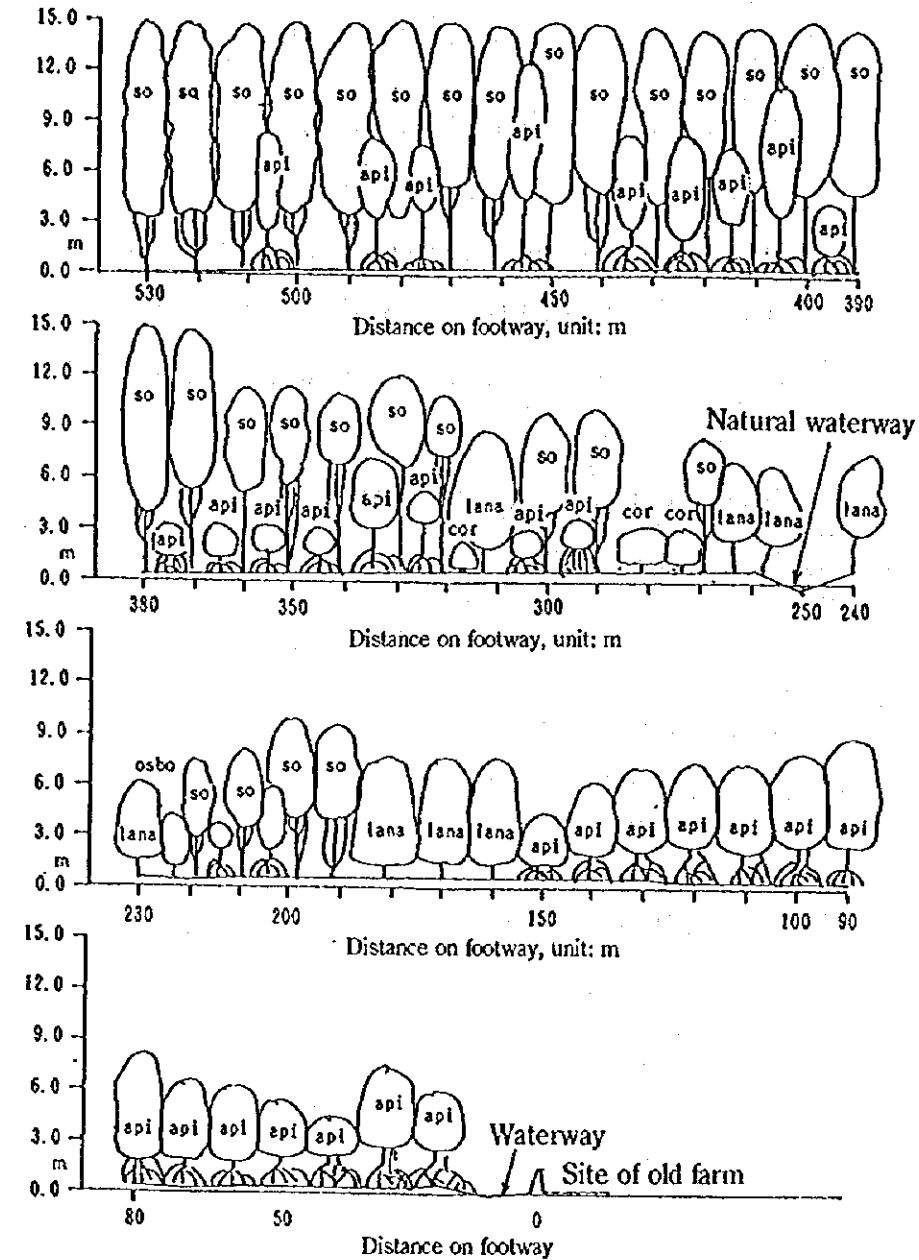 15.0
12.0
9.0
6.0
3.0
m
0.0
so so so so so so so so so so so so so so so
api api api api api api api api api
530 500 450 400 390
Distance on footway, unit: m
15.0
12.0
9.0
6.0
3.0
m
0.0
Natural waterway
so so so so so so so so so so
api api api api api api api api
cor lana cor cor lana lana lana
380 350 300 250 240
Distance on footway, unit: m
15.0
12.0
9.0
6.0
3.0
m
0.0
osbo
lana so so so so lana lana lana api api api api api api api
230 200 150 100 90
Distance on footway, unit: m
15.0
12.0
9.0
6.0
3.0
m
0.0
api api api api api api api
Waterway
Site of old farm
80 50 0
Distance on footway